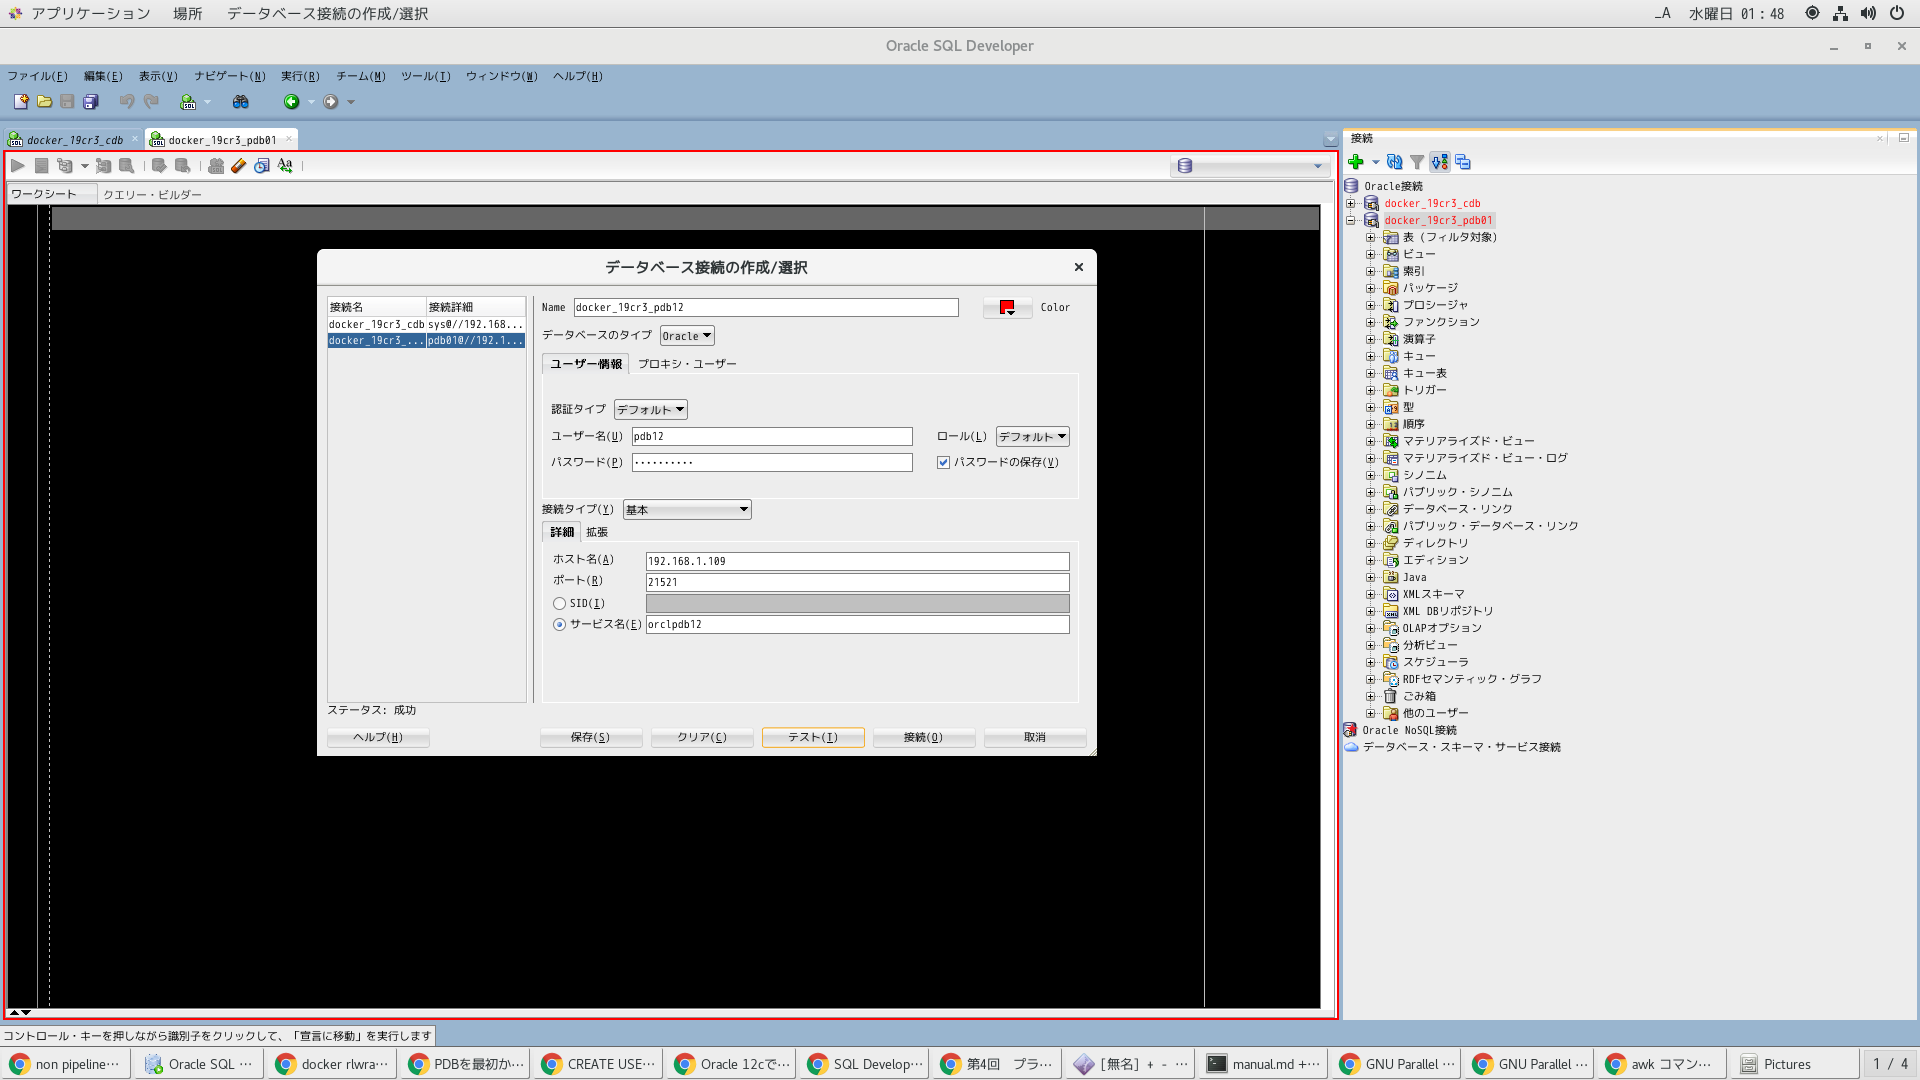 アプリケーション 場所 データベース接続の作成/選択 _A 水曜日 01:48
Oracle SQL Developer
ファイル(F) 編集(E) 表示(V) ナビゲート(N) 実行(R) チーム(M) ツール(T) ウィンドウ(W) ヘルプ(H)
docker_19cr3_cdb docker_19cr3_pdb01
ワークシート クエリー・ビルダー
データベース接続の作成/選択
接続名 接続詳細
docker_19cr3_cdb sys@//192.168...
docker_19cr3_... pdb01@//192.1...
Name docker_19cr3_pdb12 Color
データベースのタイプ Oracle
ユーザー情報 プロキシ・ユーザー
認証タイプ デフォルト
ユーザー名(U) pdb12 ロール(L) デフォルト
パスワード(P) ・・・・・・・・・・ パスワードの保存(V)
接続タイプ(Y) 基本
詳細 拡張
ホスト名(A) 192.168.1.109
ポート(R) 21521
SID(I)
サービス名(E) orclpdb12
ステータス: 成功
ヘルプ(H) 保存(S) クリア(C) テスト(T) 接続(O) 取消
接続
Oracle接続
docker_19cr3_cdb
docker_19cr3_pdb01
表 (フィルタ対象)
ビュー
索引
パッケージ
プロシージャ
ファンクション
演算子
キュー
キュー表
トリガー
型
順序
マテリアライズド・ビュー
マテリアライズド・ビュー・ログ
シノニム
パブリック・シノニム
データベース・リンク
パブリック・データベース・リンク
ディレクトリ
エディション
Java
XMLスキーマ
XML DBリポジトリ
OLAPオプション
分析ビュー
スケジューラ
RDFセマンティック・グラフ
ごみ箱
他のユーザー
Oracle NoSQL接続
データベース・スキーマ・サービス接続
コントロール・キーを押しながら識別子をクリックして、「宣言に移動」を実行します
non pipeline··· Oracle SQL ··· docker rlwra··· PDBを最初か··· CREATE USE··· Oracle 12cで··· SQL Develop··· 第4回 プラ··· [無名] + - ··· manual.md +··· GNU Parallel ··· GNU Parallel ··· awk コマン··· Pictures 1 / 4